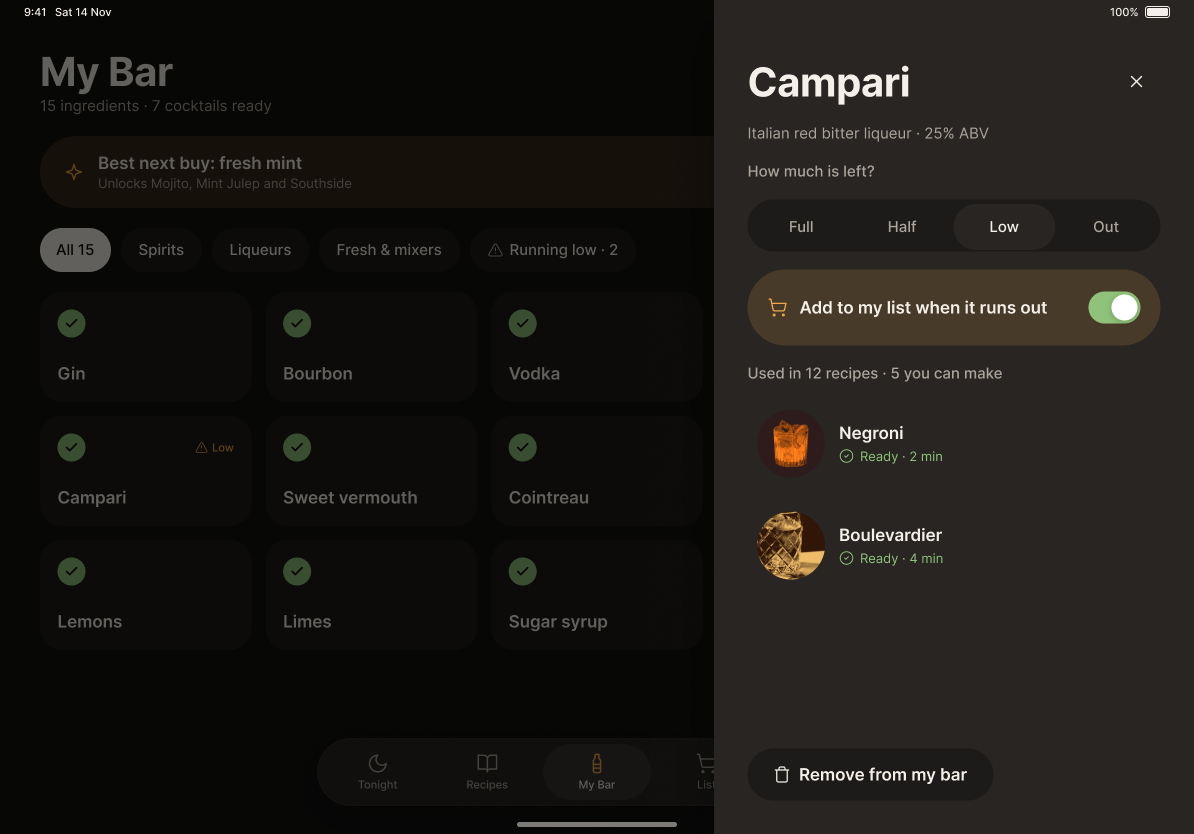 9:41 Sat 14 Nov
100%
My Bar
15 ingredients · 7 cocktails ready
Best next buy: fresh mint
Unlocks Mojito, Mint Julep and Southside
All 15
Spirits
Liqueurs
Fresh & mixers
Running low · 2
Gin
Bourbon
Vodka
Low
Campari
Sweet vermouth
Cointreau
Lemons
Limes
Sugar syrup
Tonight
Recipes
My Bar
List
Campari
Italian red bitter liqueur · 25% ABV
How much is left?
Full
Half
Low
Out
Add to my list when it runs out
Used in 12 recipes · 5 you can make
Negroni
Ready · 2 min
Boulevardier
Ready · 4 min
Remove from my bar